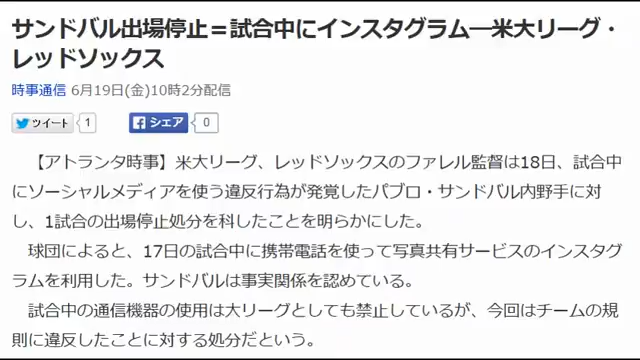 サンドバル出場停止＝試合中にインスタグラム―米大リーグ・
レッドソックス
時事通信 6月19日(金)10時2分配信
ツイート 1 シェア 0
【アトランタ時事】米大リーグ、レッドソックスのファレル監督は18日、試合中
にソーシャルメディアを使う違反行為が発覚したパブロ・サンドバル内野手に対
し、1試合の出場停止処分を科したことを明らかにした。
球団によると、17日の試合中に携帯電話を使って写真共有サービスのインスタグ
ラムを利用した。サンドバルは事実関係を認めている。
試合中の通信機器の使用は大リーグとしても禁止しているが、今回はチームの規
則に違反したことに対する処分だという。